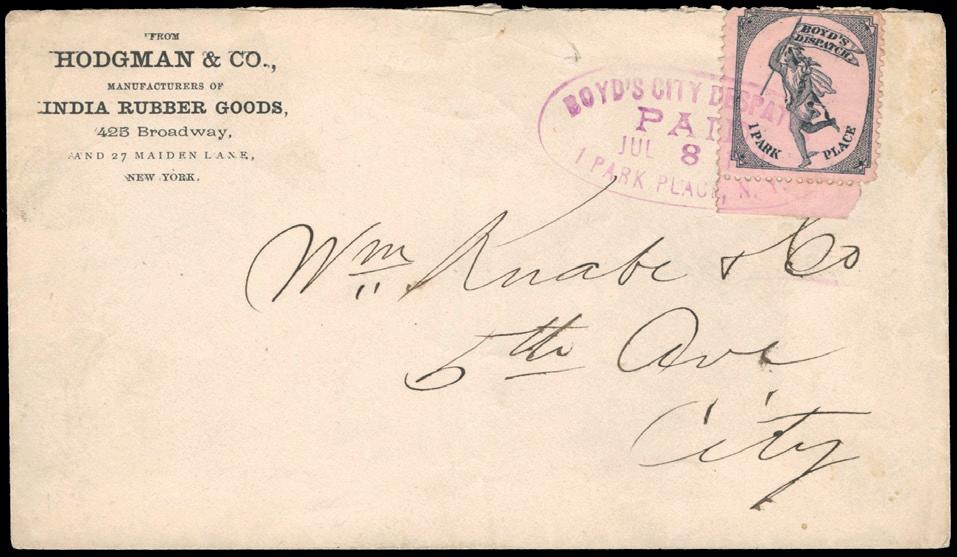 FROM
HODGMAN & CO.,
MANUFACTURERS OF
INDIA RUBBER GOODS,
425 Broadway,
AND 27 MAIDEN LANE,
NEW YORK.
BOYD'S CITY DESPAT
PAI
JUL 8
1 PARK PLACE, N. Y.
BOYD'S
DISPATCH
1 PARK PLACE
Wm Knabe & Co
5th Ave
City